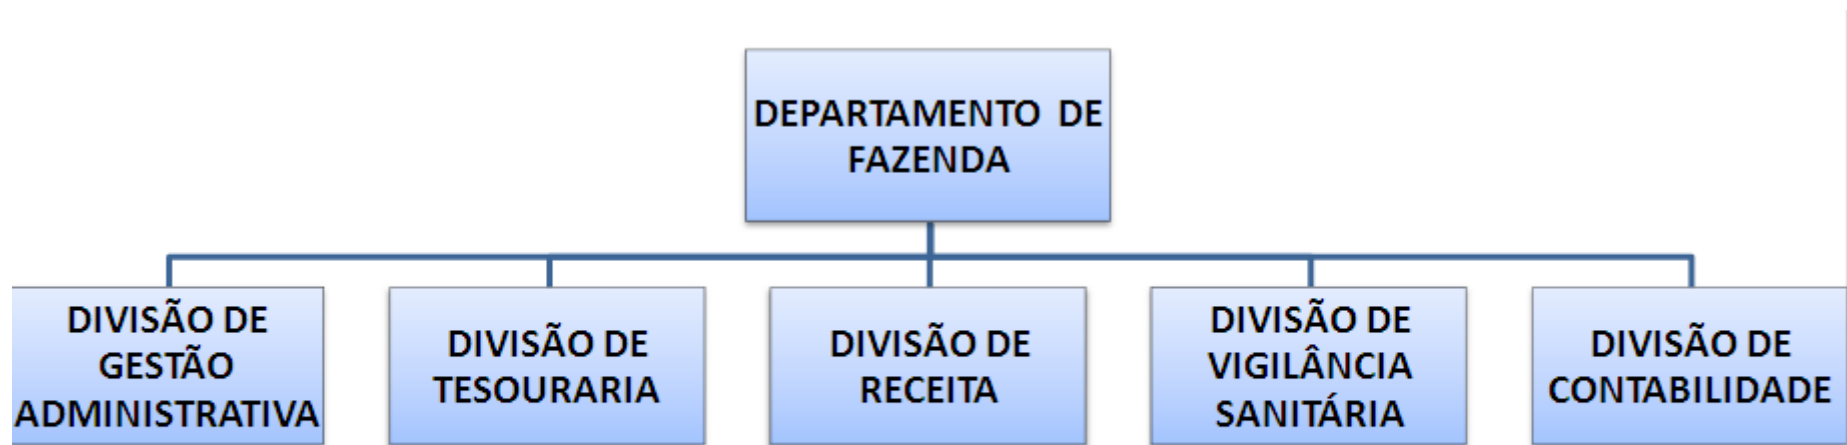 DEPARTAMENTO DE
FAZENDA
DIVISÃO DE
GESTÃO
ADMINISTRATIVA
DIVISÃO DE
TESOURARIA
DIVISÃO DE
RECEITA
DIVISÃO DE
VIGILÂNCIA
SANITÁRIA
DIVISÃO DE
CONTABILIDADE